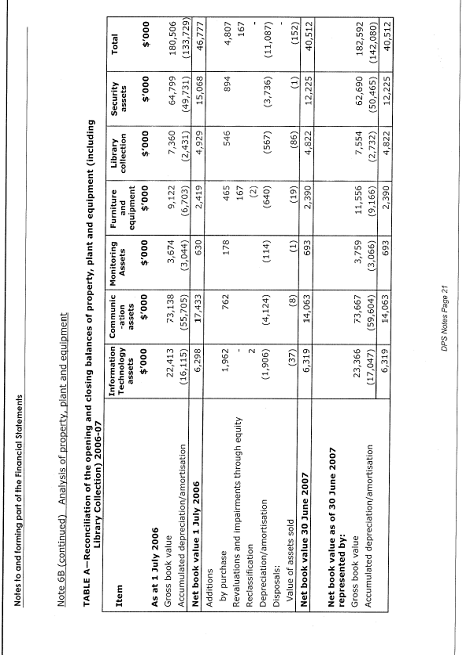 Notes to and forming part of the Financial Statements
Note 6B (continued) Analysis of property, plant and equipment
TABLE A—Reconciliation of the opening and closing balances of property, plant and equipment (including Library Collection) 2006-07
Item | Information Technology assets | Communic-ation assets | Monitoring Assets | Furniture and equipment | Library collection | Security assets | Total
$'000 $'000 $'000 $'000 $'000 $'000 $'000
As at 1 July 2006
Gross book value 22,413 73,138 3,674 9,122 7,360 64,799 180,506
Accumulated depreciation/amortisation (16,115) (55,705) (3,044) (6,703) (2,431) (49,731) (133,729)
Net book value 1 July 2006 6,298 17,433 630 2,419 4,929 15,068 46,777
Additions
by purchase 1,962 762 178 465 546 894 4,807
Revaluations and impairments through equity - 167 167
Reclassification 2 (2) -
Depreciation/amortisation (1,906) (4,124) (114) (640) (567) (3,736) (11,087)
Disposals: -
Value of assets sold (37) (8) (1) (19) (86) (1) (152)
Net book value 30 June 2007 6,319 14,063 693 2,390 4,822 12,225 40,512
Net book value as of 30 June 2007 represented by:
Gross book value 23,366 73,667 3,759 11,556 7,554 62,690 182,592
Accumulated depreciation/amortisation (17,047) (59,604) (3,066) (9,166) (2,732) (50,465) (142,080)
6,319 14,063 693 2,390 4,822 12,225 40,512
DPS Notes Page 21